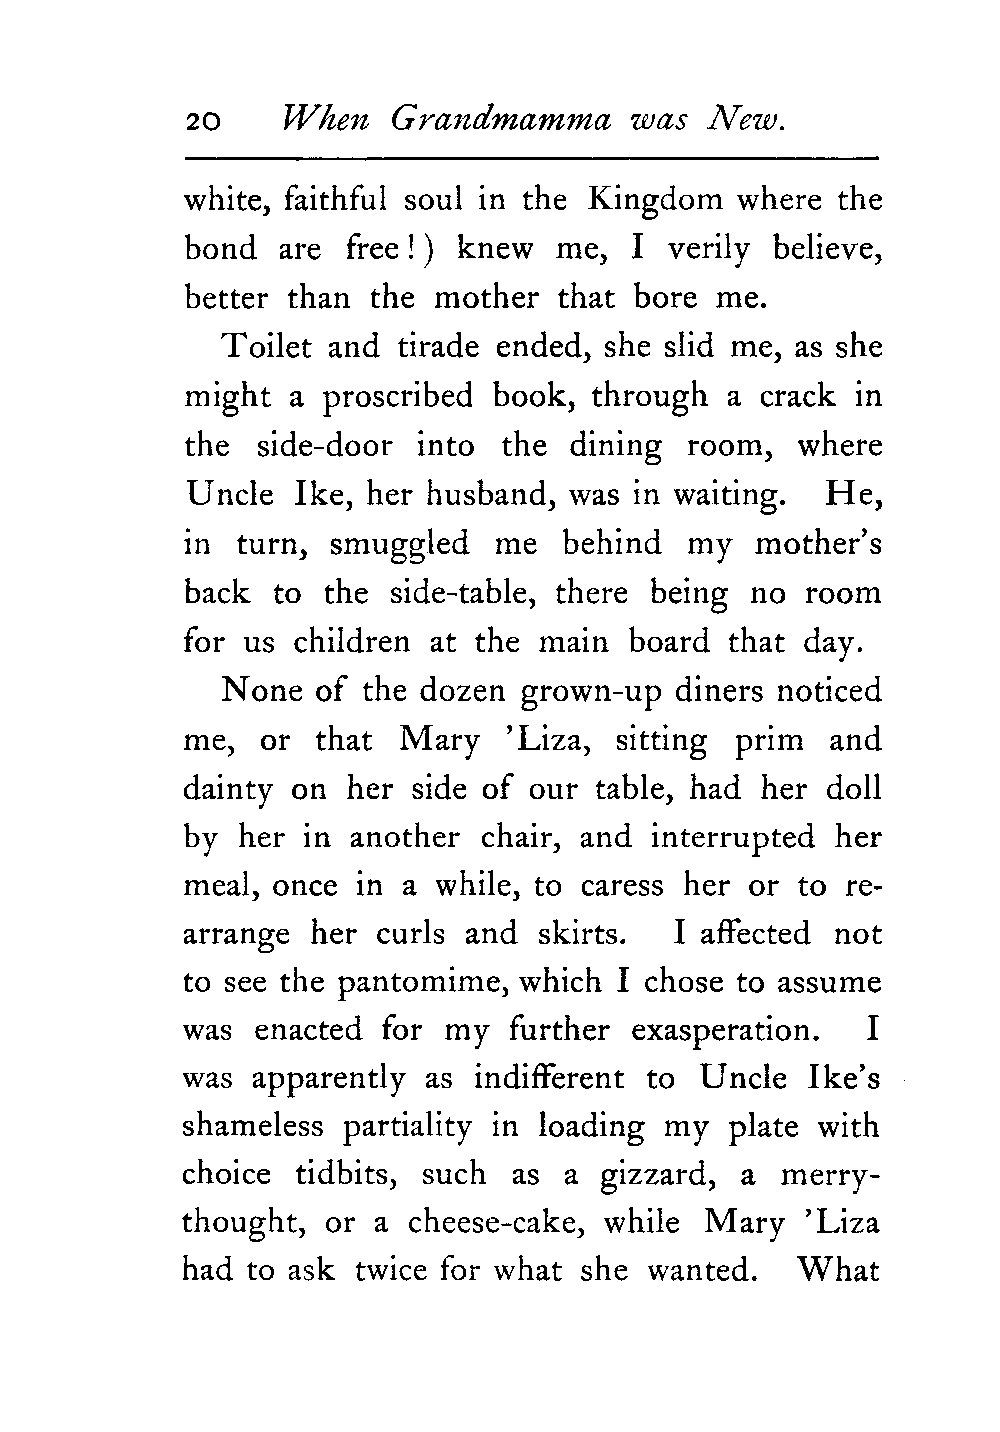 20 When Grandmamma was New.
white, faithful soul in the Kingdom where the
bond are free!) knew me, I verily believe,
better than the mother that bore me.
Toilet and tirade ended, she slid me, as she
might a proscribed book, through a crack in
the side-door into the dining room, where
Uncle Ike, her husband, was in waiting. He,
in turn, smuggled me behind my mother's
back to the side-table, there being no room
for us children at the main board that day.
None of the dozen grown-up diners noticed
me, or that Mary 'Liza, sitting prim and
dainty on her side of our table, had her doll
by her in another chair, and interrupted her
meal, once in a while, to caress her or to re-
arrange her curls and skirts. I affected not
to see the pantomime, which I chose to assume
was enacted for my further exasperation. I
was apparently as indifferent to Uncle Ike's
shameless partiality in loading my plate with
choice tidbits, such as a gizzard, a merry-
thought, or a cheese-cake, while Mary 'Liza
had to ask twice for what she wanted. What